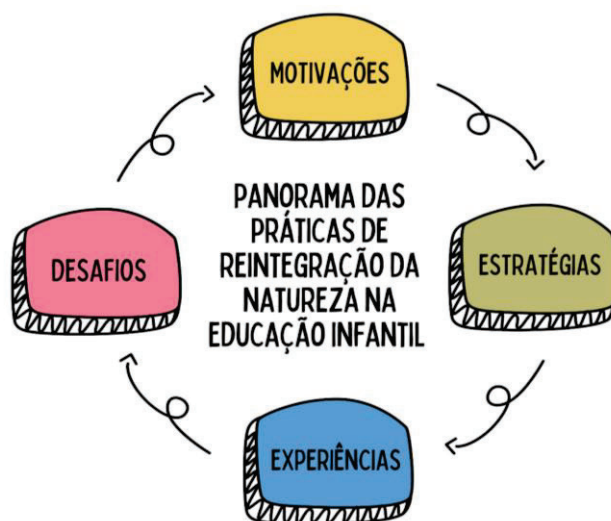 MOTIVAÇÕES
PANORAMA DAS
PRÁTICAS DE
REINTEGRAÇÃO DA
NATUREZA NA
EDUCAÇÃO INFANTIL
DESAFIOS
ESTRATÉGIAS
EXPERIÊNCIAS